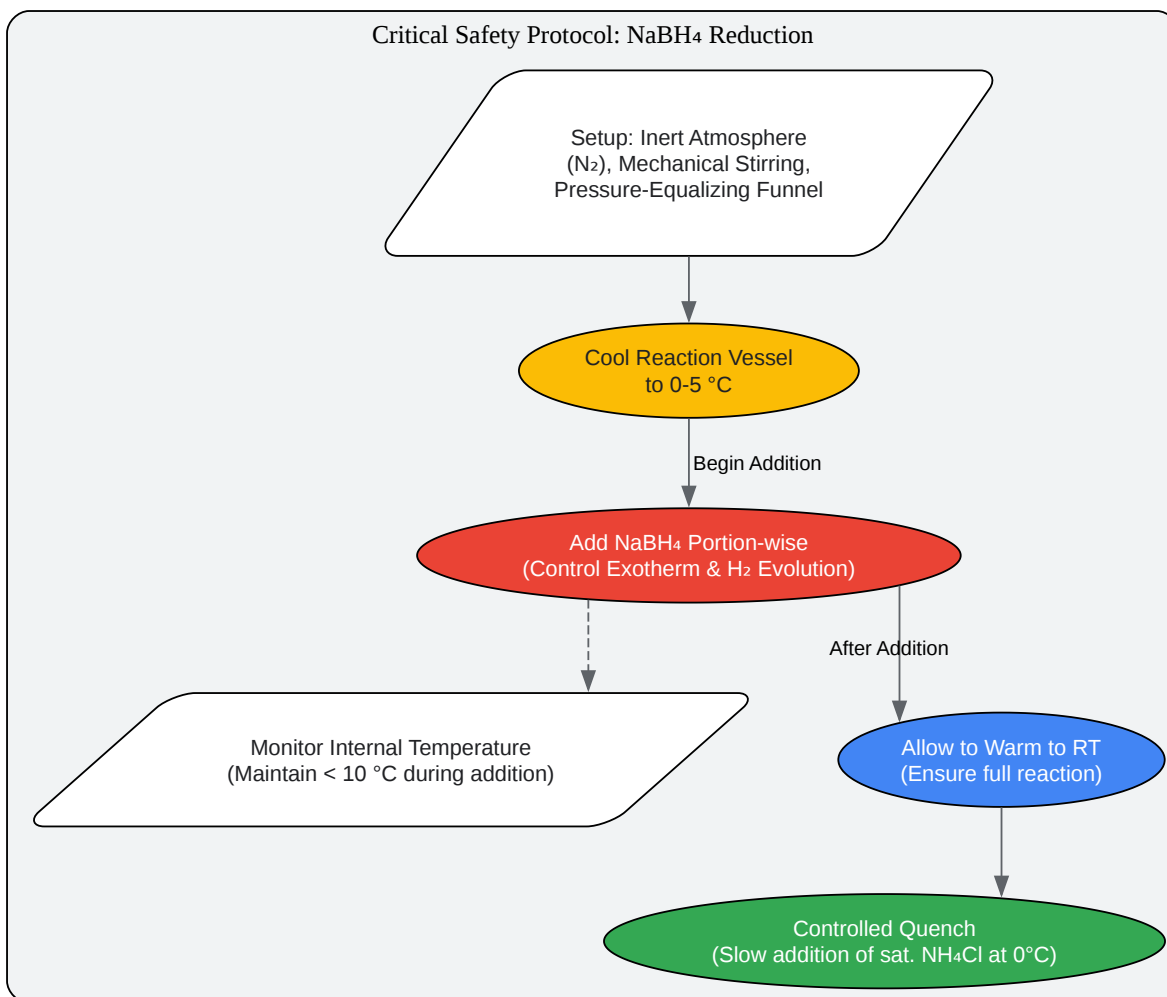 Critical Safety Protocol: NaBH₄ Reduction
Setup: Inert Atmosphere
(N₂), Mechanical Stirring,
Pressure-Equalizing Funnel
Cool Reaction Vessel
to 0-5 °C
Begin Addition
Add NaBH₄ Portion-wise
(Control Exotherm & H₂ Evolution)
After Addition
Monitor Internal Temperature
(Maintain < 10 °C during addition)
Allow to Warm to RT
(Ensure full reaction)
Controlled Quench
(Slow addition of sat. NH₄Cl at 0°C)